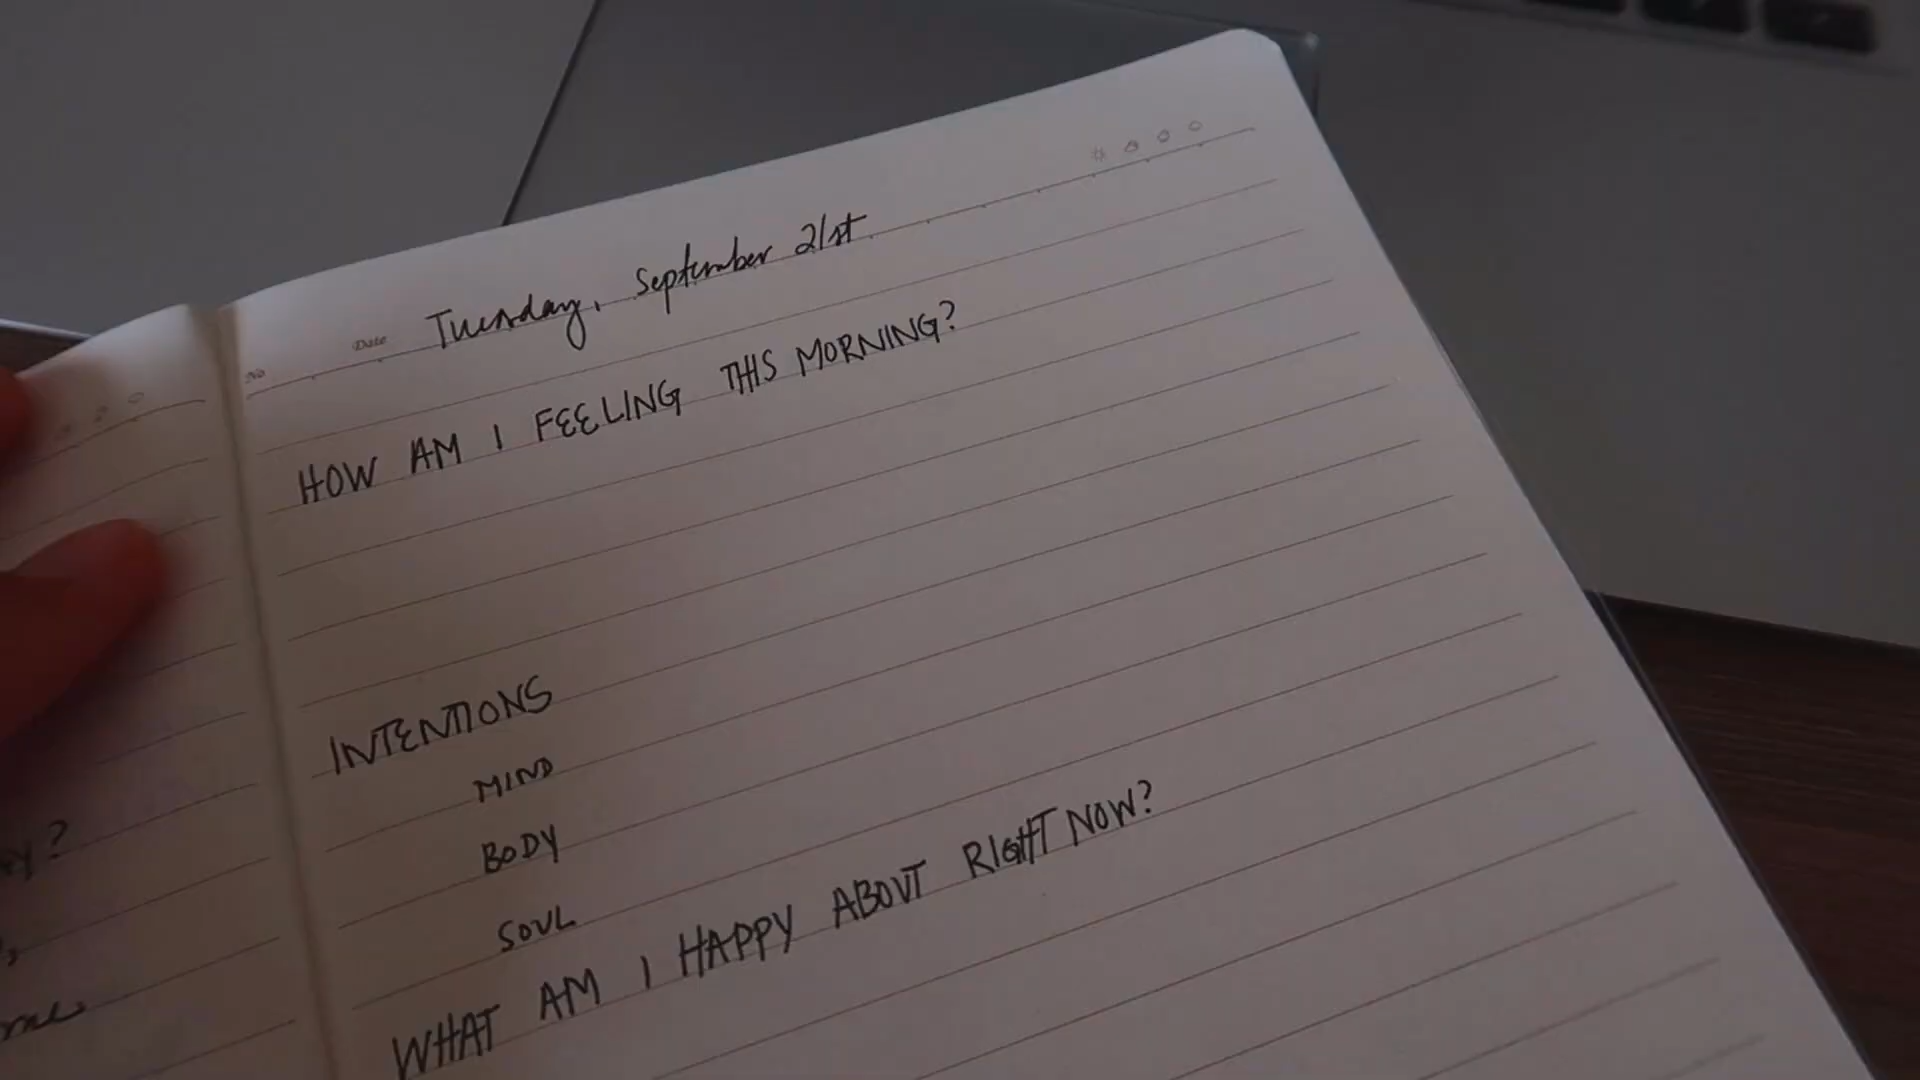 No
Date Tuesday, September 21st
HOW AM I FEELING THIS MORNING?
INTENTIONS
MIND
BODY
SOUL
WHAT AM I HAPPY ABOUT RIGHT NOW?